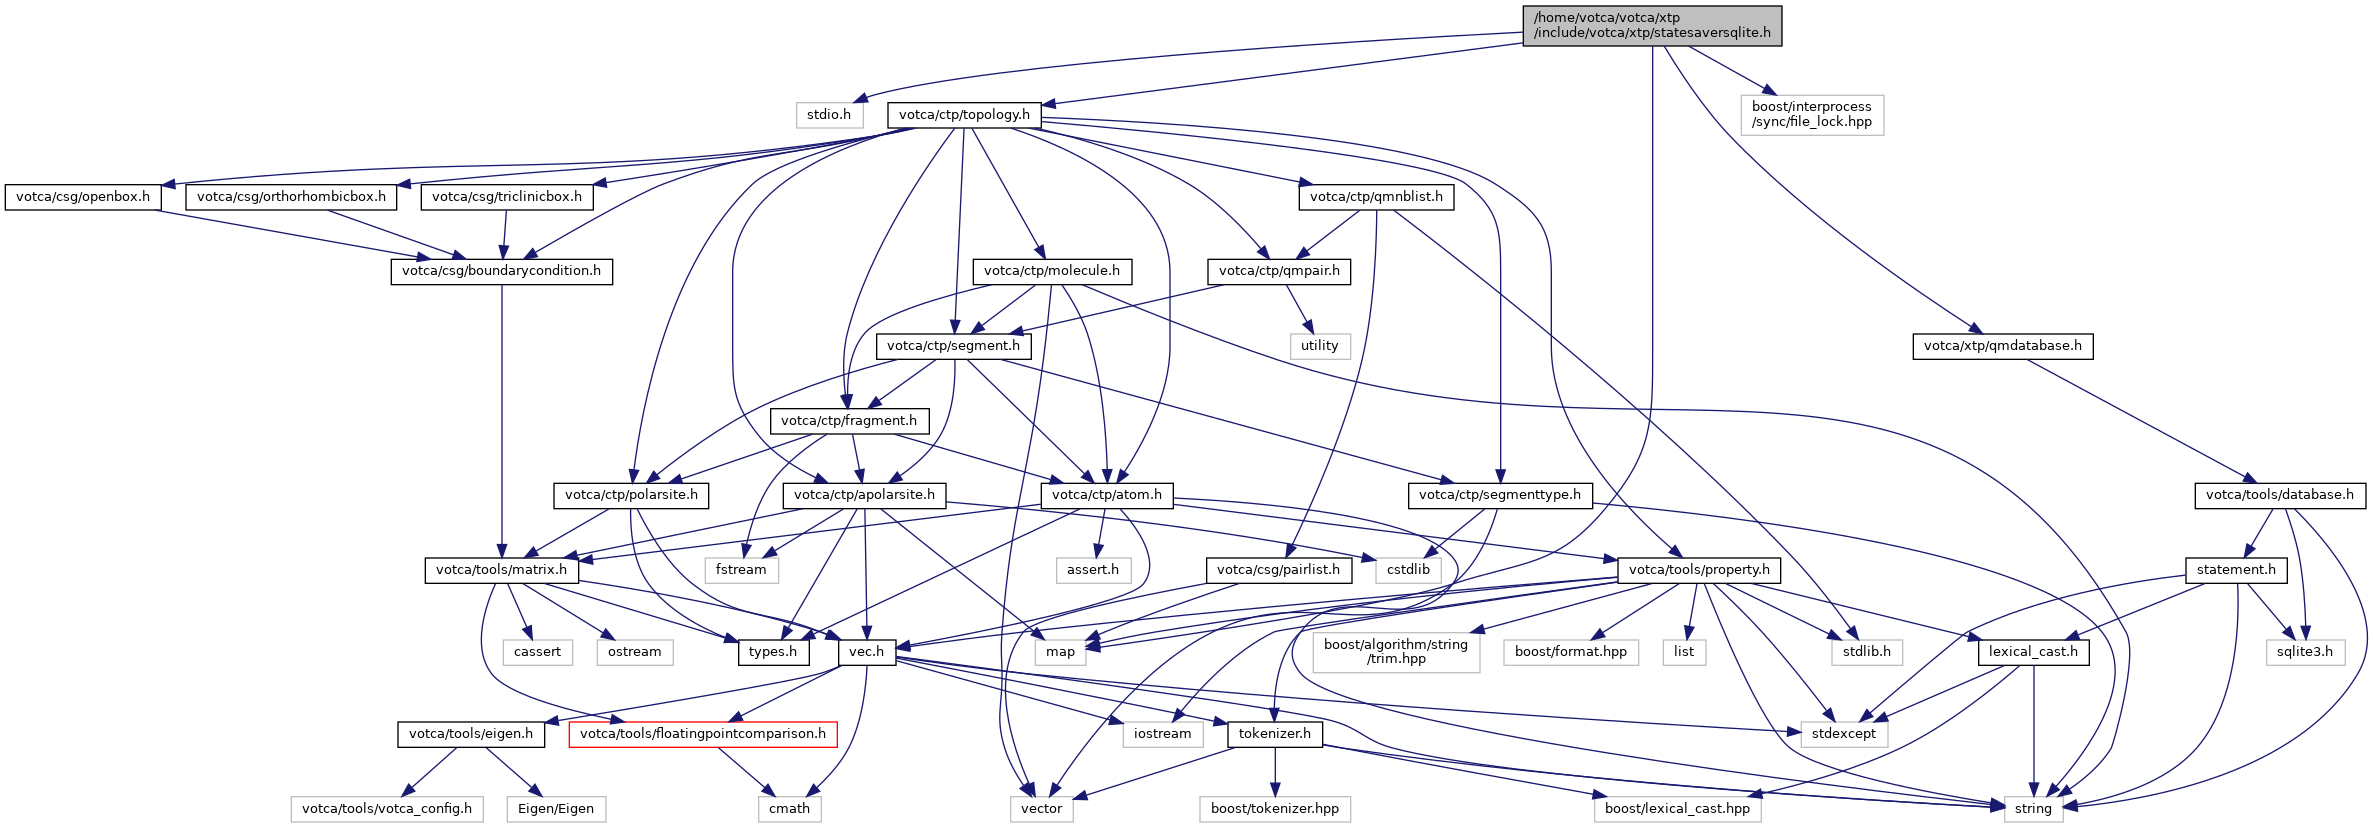 /home/votca/votca/xtp
/include/votca/xtp/statesaversqlite.h
stdio.h
votca/ctp/topology.h
boost/interprocess
/sync/file_lock.hpp
votca/csg/openbox.h
votca/csg/orthorhombicbox.h
votca/csg/triclinicbox.h
votca/ctp/qmnblist.h
votca/csg/boundarycondition.h
votca/ctp/molecule.h
votca/ctp/qmpair.h
votca/ctp/segment.h
utility
votca/xtp/qmdatabase.h
votca/ctp/fragment.h
votca/ctp/polarsite.h
votca/ctp/apolarsite.h
votca/ctp/atom.h
votca/ctp/segmenttype.h
votca/tools/database.h
votca/tools/matrix.h
fstream
assert.h
votca/csg/pairlist.h
cstdlib
votca/tools/property.h
statement.h
cassert
ostream
types.h
vec.h
map
boost/algorithm/string
/trim.hpp
boost/format.hpp
list
stdlib.h
lexical_cast.h
sqlite3.h
votca/tools/eigen.h
votca/tools/floatingpointcomparison.h
iostream
tokenizer.h
stdexcept
votca/tools/votca_config.h
Eigen/Eigen
cmath
vector
boost/tokenizer.hpp
boost/lexical_cast.hpp
string